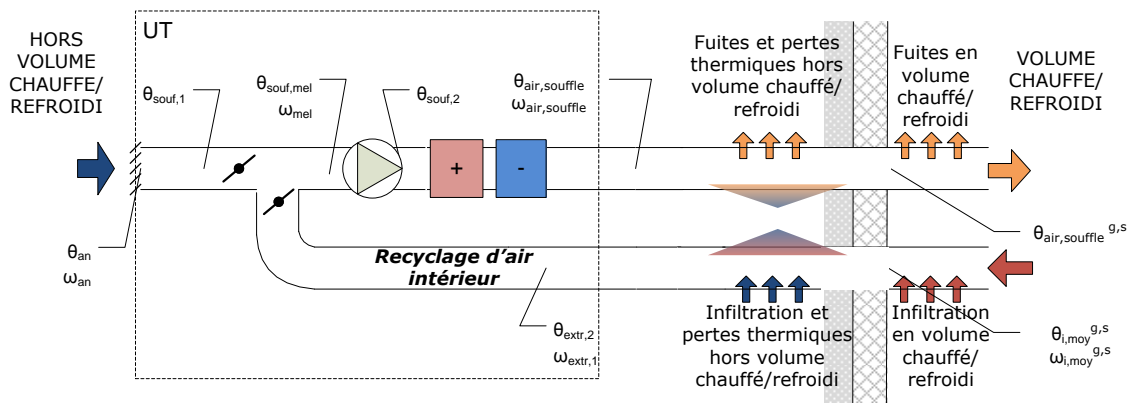 UT
HORS
VOLUME
CHAUFFE/
REFROIDI
θsouf,1
θsouf,mel
ωmel
θsouf,2
θair,souffle
ωair,souffle
Fuites et pertes
thermiques hors
volume chauffé/
refroidi
Fuites en
volume
chauffé/
refroidi
VOLUME
CHAUFFE/
REFROIDI
+
-
θan
ωan
Recyclage d'air
intérieur
θextr,2
ωextr,1
Infiltration et
pertes thermiques
hors volume
chauffé/refroidi
Infiltration
en volume
chauffé/
refroidi
θair,souffle g,s
θi,moy g,s
ωi,moy g,s